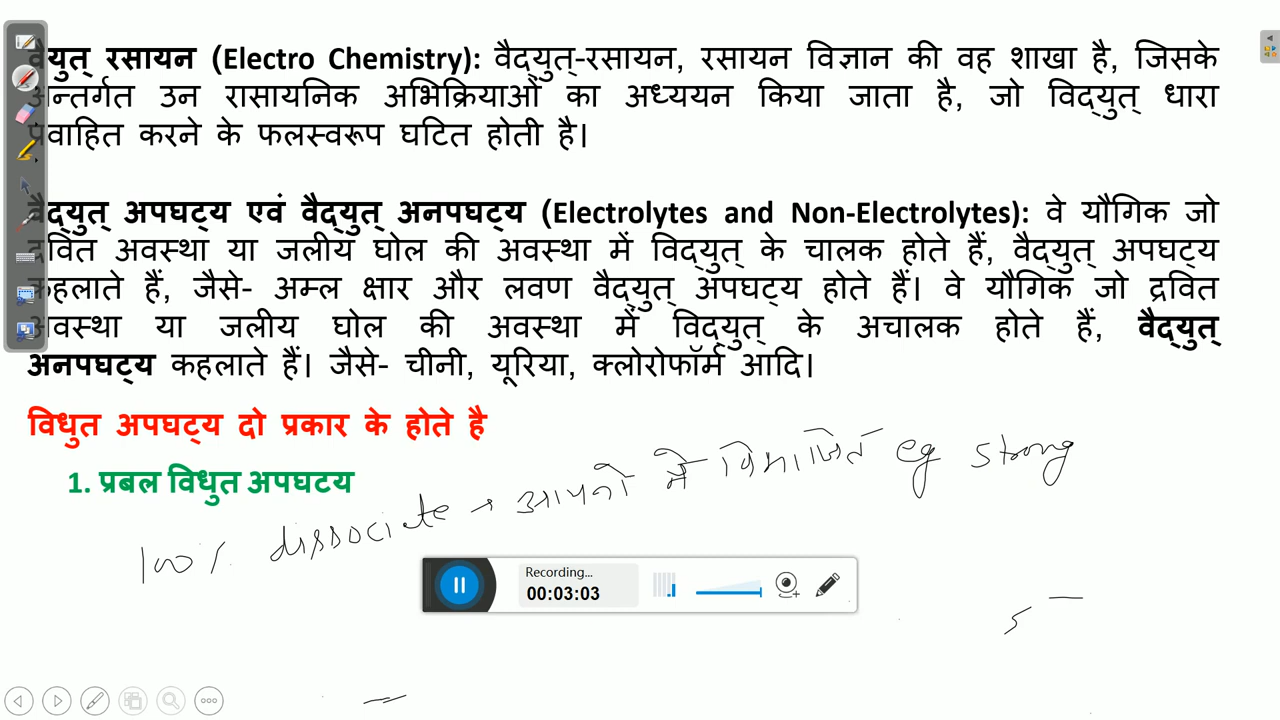 वैद्युत् रसायन (Electro Chemistry): वैद्युत्-रसायन, रसायन विज्ञान की वह शाखा है, जिसके
अन्तर्गत उन रासायनिक अभिक्रियाओं का अध्ययन किया जाता है, जो विद्युत् धारा
प्रवाहित करने के फलस्वरूप घटित होती है।
वैद्युत् अपघट्य एवं वैद्युत् अनपघट्य (Electrolytes and Non-Electrolytes): वे यौगिक जो
द्रवित अवस्था या जलीय घोल की अवस्था में विद्युत् के चालक होते हैं, वैद्युत् अपघट्य
कहलाते हैं, जैसे- अम्ल क्षार और लवण वैद्युत् अपघट्य होते हैं। वे यौगिक जो द्रवित
अवस्था या जलीय घोल की अवस्था में विद्युत् के अचालक होते हैं, वैद्युत्
अनपघट्य कहलाते हैं। जैसे- चीनी, यूरिया, क्लोरोफॉर्म आदि।
विधुत अपघट्य दो प्रकार के होते है
1. प्रबल विधुत अपघटय
100% dissociate → आयनो में विभाजित eg strong
Recording...
00:03:03